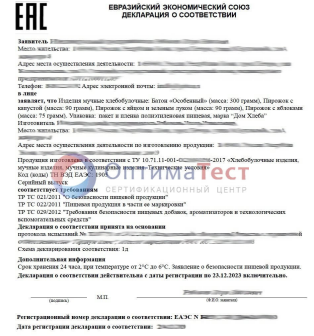 EAC
ЕВРАЗИЙСКИЙ ЭКОНОМИЧЕСКИЙ СОЮЗ
ДЕКЛАРАЦИЯ О СООТВЕТСТВИИ
Заявитель
Место жительства:
Адрес места осуществления деятельности:
Телефон: Адрес электронной почты:
в лице
заявляет, что Изделия мучные хлебобулочные: Батон «Особенный» (масса: 300 грамм), Пирожок с
капустой (масса: 90 грамм), Пирожок с яйцом и зеленым луком (масса: 90 грамм), Пирожок с яблоками
(масса: 75 грамм), Упаковка: пакет и пленка полиэтиленовая пищевая, марка "Дом Хлеба"
Изготовитель
Место жительства:
Адрес места осуществления деятельности по изготовлению продукции:
Продукция изготовлена в соответствии с ТУ 10.71.11-001- -2017 «Хлебобулочные изделия,
мучные изделия, мучные кулинарные изделия. Технические условия»
Код (коды) ТН ВЭД ЕАЭС: 1905
Серийный выпуск
соответствует требованиям
ТР ТС 021/2011 "О безопасности пищевой продукции"
ТР ТС 022/2011 "Пищевая продукция в части ее маркировки"
ТР ТС 029/2012 "Требования безопасности пищевых добавок, ароматизаторов и технологических
вспомогательных средств"
Декларация о соответствии принята на основании
протокола испытаний №
Схема декларирования соответствия: 1д
Дополнительная информация
Срок хранения 24 часа, при температуре от 2°С до 6°С. Заявление о безопасности пищевой продукции.
Декларация о соответствии действительна с даты регистрации по 23.12.2023 включительно.
М.П.
(подпись)
Регистрационный номер декларации о соответствии: ЕАЭС N
Дата регистрации декларации о соответствии:
ОптимаТест
СЕРТИФИКАЦИОННЫЙ ЦЕНТР